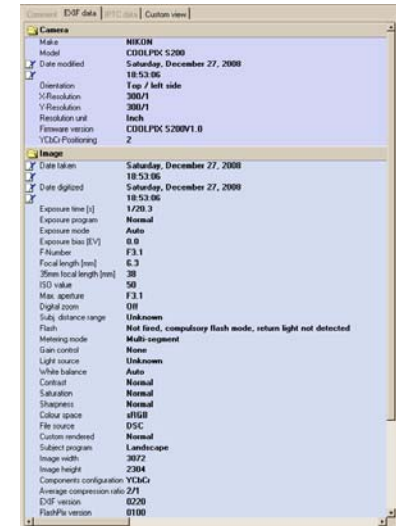 Comment EXIF data IPTC data Custom view
Camera
Make NIKON
Model COOLPIX S200
Date modified Saturday, December 27, 2008
18:53:06
Orientation Top / left side
X-Resolution 300/1
Y-Resolution 300/1
Resolution unit Inch
Firmware version COOLPIX S200V1.0
YCbCr-Positioning 2
Image
Date taken Saturday, December 27, 2008
18:53:06
Date digitized Saturday, December 27, 2008
18:53:06
Exposure time [s] 1/20.3
Exposure program Normal
Exposure mode Auto
Exposure bias [EV] 0.0
F-Number F3.1
Focal length [mm] 6.3
35mm focal length [mm] 38
ISO value 50
Max. aperture F3.1
Digital zoom Off
Subj. distance range Unknown
Flash Not fired, compulsory flash mode, return light not detected
Metering mode Multi-segment
Gain control None
Light source Unknown
White balance Auto
Contrast Normal
Saturation Normal
Sharpness Normal
Colour space sRGB
File source DSC
Custom rendered Normal
Subject program Landscape
Image width 3072
Image height 2304
Components configuration YCbCr
Average compression ratio 2/1
EXIF version 0220
FlashPix version 0100